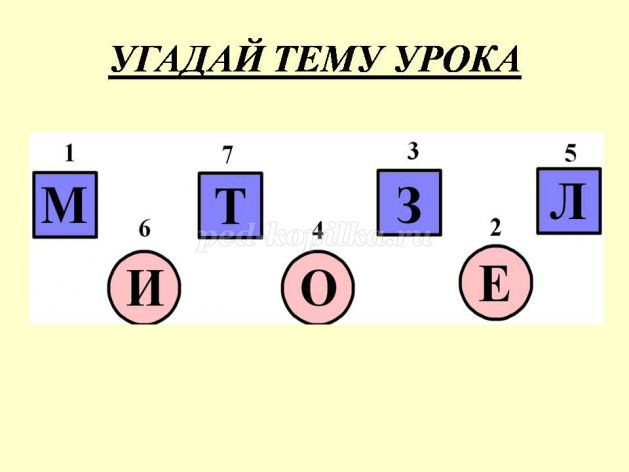 УГАДАЙ ТЕМУ УРОКА
1 7 3 5
М Т З Л
6 4 2
И О Е
ped-kopilka.ru